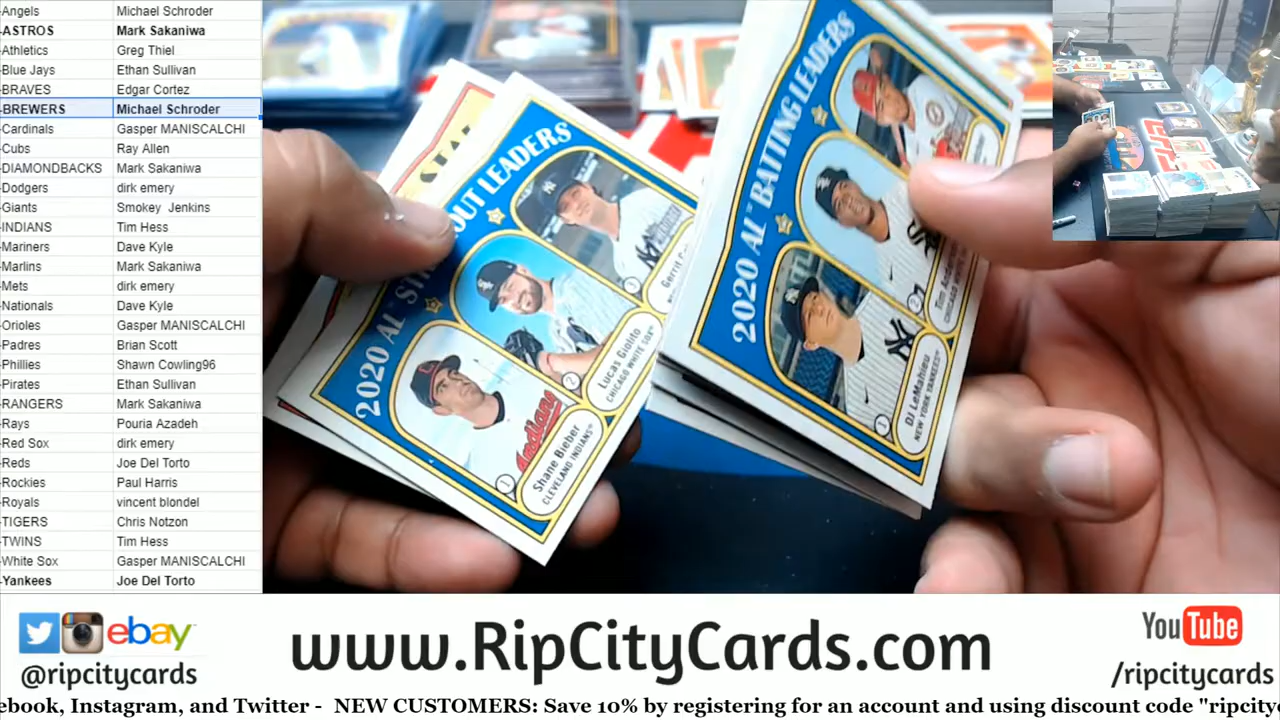 -Angels Michael Schroder
-ASTROS Mark Sakaniwa
-Athletics Greg Thiel
-Blue Jays Ethan Sullivan
-BRAVES Edgar Cortez
-BREWERS Michael Schroder
-Cardinals Gasper MANISCALCHI
-Cubs Ray Allen
-DIAMONDBACKS Mark Sakaniwa
-Dodgers dirk emery
-Giants Smokey Jenkins
-INDIANS Tim Hess
-Mariners Dave Kyle
-Marlins Mark Sakaniwa
-Mets dirk emery
-Nationals Dave Kyle
-Orioles Gasper MANISCALCHI
-Padres Brian Scott
-Phillies Shawn Cowling96
-Pirates Ethan Sullivan
-RANGERS Mark Sakaniwa
-Rays Pouria Azadeh
-Red Sox dirk emery
-Reds Joe Del Torto
-Rockies Paul Harris
-Royals vincent blondel
-TIGERS Chris Notzon
-TWINS Tim Hess
-White Sox Gasper MANISCALCHI
-Yankees Joe Del Torto
2020 AL OUT LEADERS
Gerrit
2
Lucas Giolito
CHICAGO WHITE SOX
Indians
1
Shane Bieber
CLEVELAND INDIANS
2020 AL BATTING LEADERS
Tim
CHICAGO
1
DJ LeMahieu
NEW YORK YANKEES
ebay
@ripcitycards
www.RipCityCards.com
YouTube
/ripcitycards
ebook, Instagram, and Twitter - NEW CUSTOMERS: Save 10% by registering for an account and using discount code "ripcity